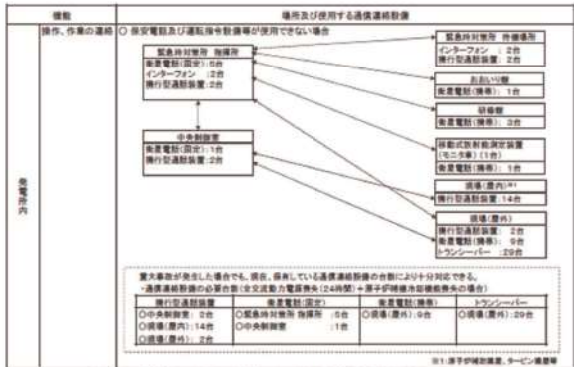 機能
場所及び使用する通信連絡設備
発電所内
操作、作業の連絡
○ 保安電話及び運転指令設備等が使用できない場合
緊急時対策所 指揮所
衛星電話(固定):5台
インターフォン :2台
携行型通話装置:2台
中央制御室
衛星電話(固定):1台
携行型通話装置:2台
緊急時対策所 待機場所
インターフォン : 2台
携行型通話装置: 2台
おおいり館
衛星電話(携帯): 1台
研修館
衛星電話(携帯): 3台
移動式放射能測定装置
(モニタ車)(1台)
衛星電話(携帯): 1台
現場(屋内)※1
携行型通話装置:14台
現場(屋外)
携行型通話装置: 2台
衛星電話(携帯): 9台
トランシーバー:29台
重大事故が発生した場合でも、現在、保有している通信連絡設備の台数により十分対応できる。
・通信連絡設備の必要台数(全交流動力電源喪失(24時間)+原子炉補機冷却機能喪失の場合)
携行型通話装置
衛星電話(固定)
衛星電話(携帯)
トランシーバー
○中央制御室: 2台
○現場(屋内):14台
○現場(屋外): 2台
○緊急時対策所 指揮所 :5台
○中央制御室 :1台
○現場(屋外):9台
○現場(屋外):29台
※1:原子炉補助建屋、タービン建屋等